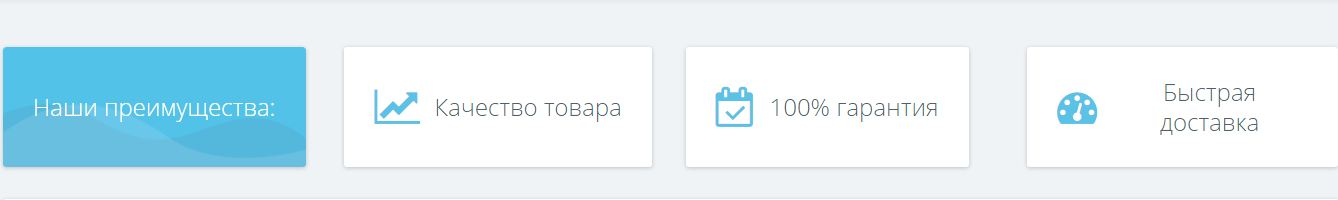 Наши преимущества:
Качество товара
100% гарантия
Быстрая
доставка